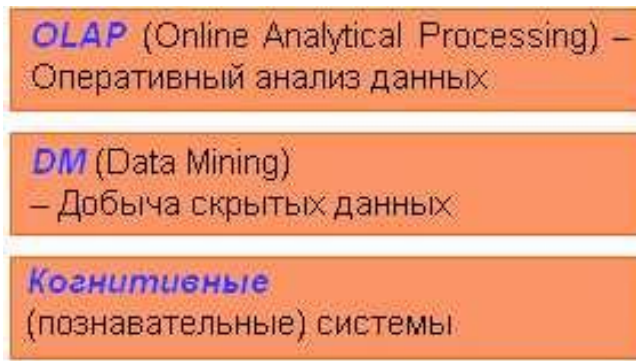 OLAP (Online Analytical Processing) –
Оперативный анализ данных
DM (Data Mining)
– Добыча скрытых данных
Когнитивные
(познавательные) системы